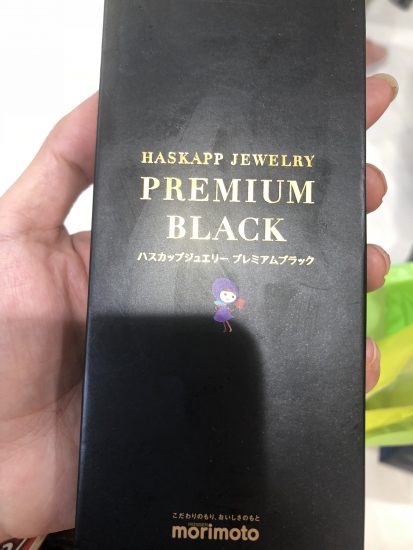 HASKAPP JEWELRY
PREMIUM
BLACK
ハスカップジュエリー プレミアムブラック
こだわりのもり、おいしさのもと
morimoto